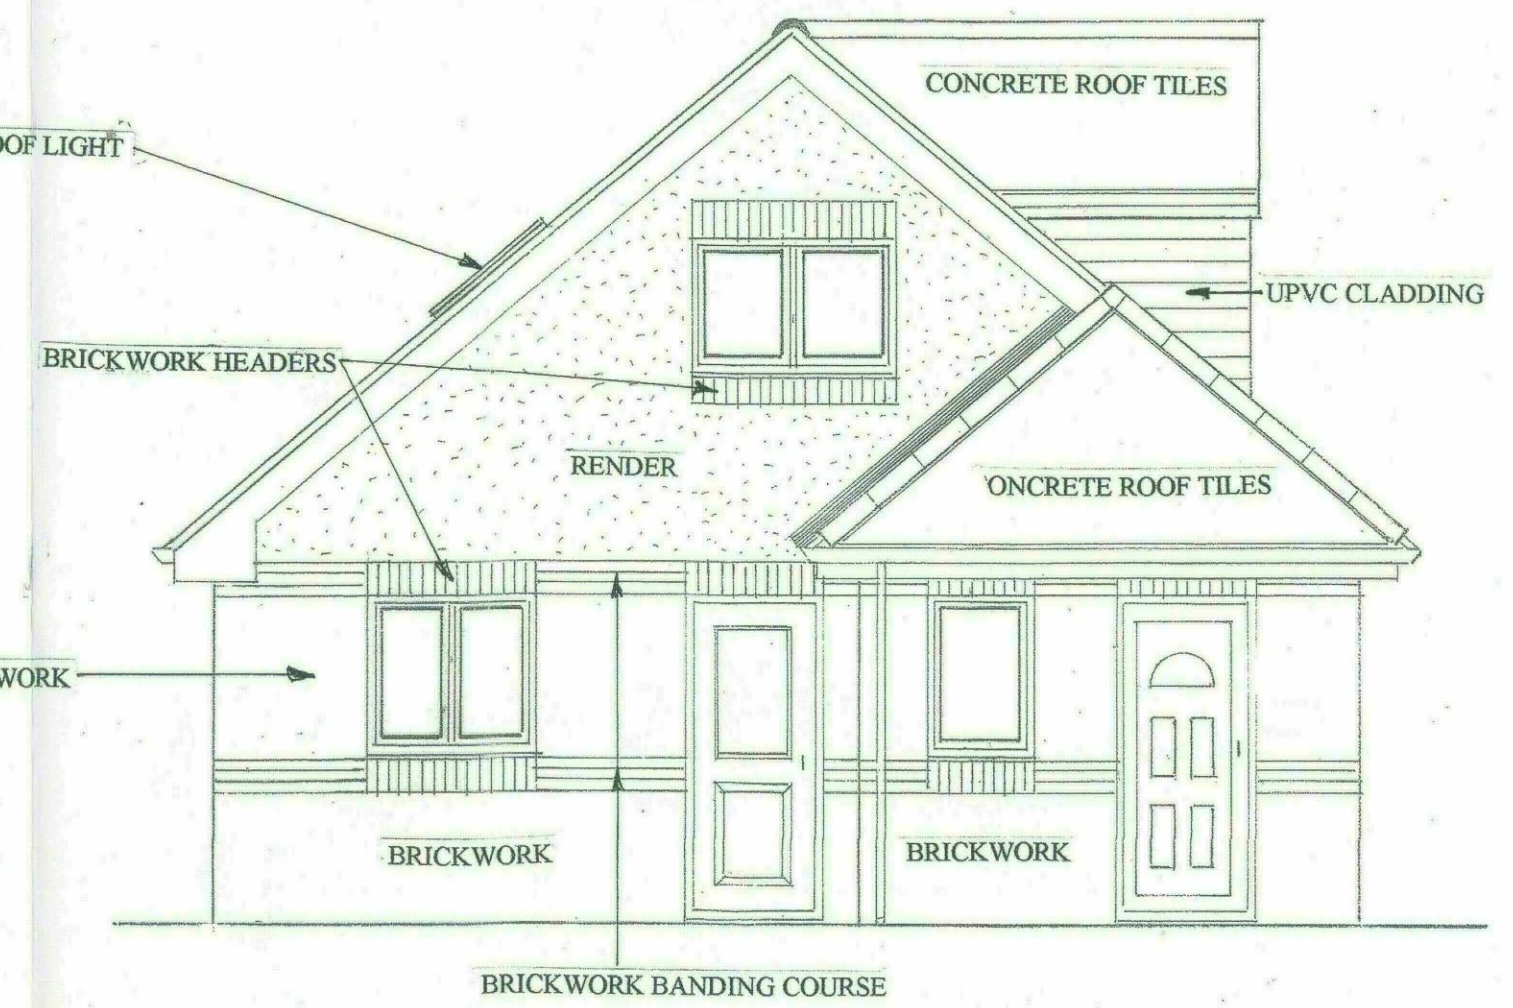 CONCRETE ROOF TILES
OOF LIGHT
UPVC CLADDING
BRICKWORK HEADERS
RENDER
ONCRETE ROOF TILES
WORK
BRICKWORK
BRICKWORK
BRICKWORK BANDING COURSE